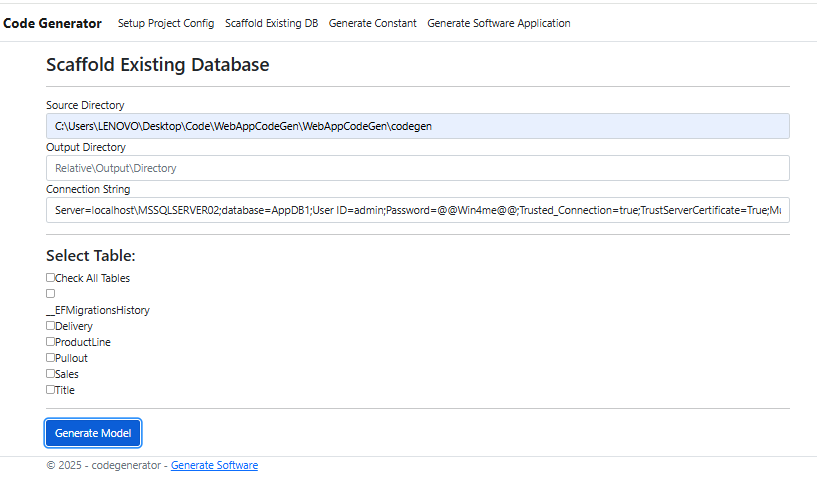 Code Generator Setup Project Config Scaffold Existing DB Generate Constant Generate Software Application
Scaffold Existing Database
Source Directory
C:\Users\LENOVO\Desktop\Code\WebAppCodeGen\WebAppCodeGen\codegen
Output Directory
Relative\Output\Directory
Connection String
Server=localhost\MSSQLSERVER02;database=AppDB1;User ID=admin;Password=@@Win4me@@;Trusted_Connection=true;TrustServerCertificate=True;Mu
Select Table:
Check All Tables
__EFMigrationsHistory
Delivery
ProductLine
Pullout
Sales
Title
Generate Model
© 2025 - codegenerator - Generate Software